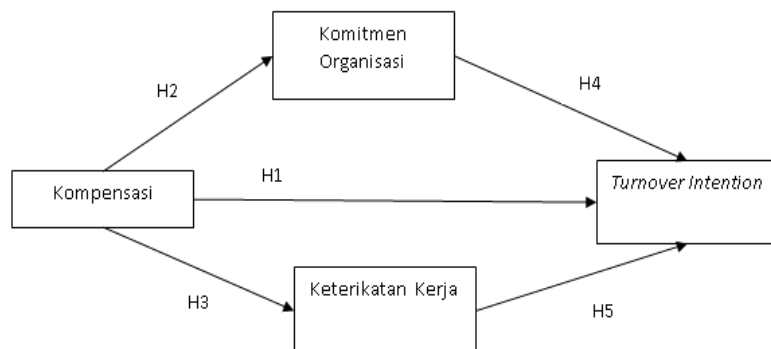 Komitmen
Organisasi
H2
H4
Kompensasi
H1
Turnover Intention
H3
Keterikatan Kerja
H5